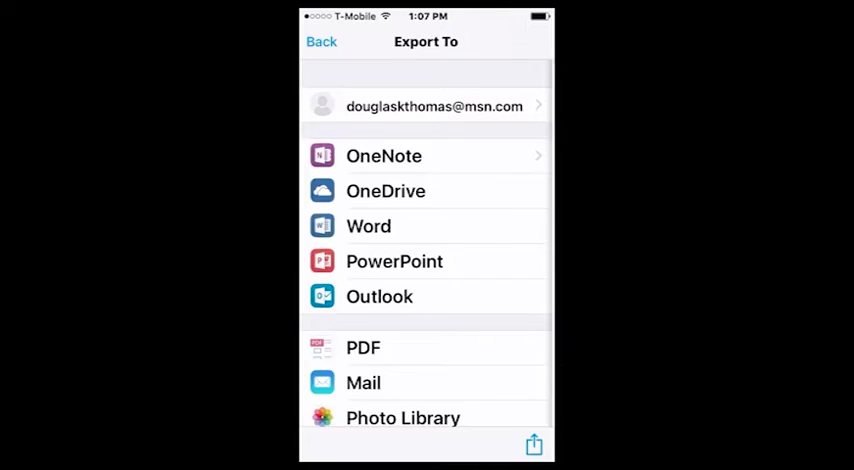 T-Mobile 1:07 PM
Back Export To
douglaskthomas@msn.com
OneNote
OneDrive
Word
PowerPoint
Outlook
PDF
Mail
Photo Library